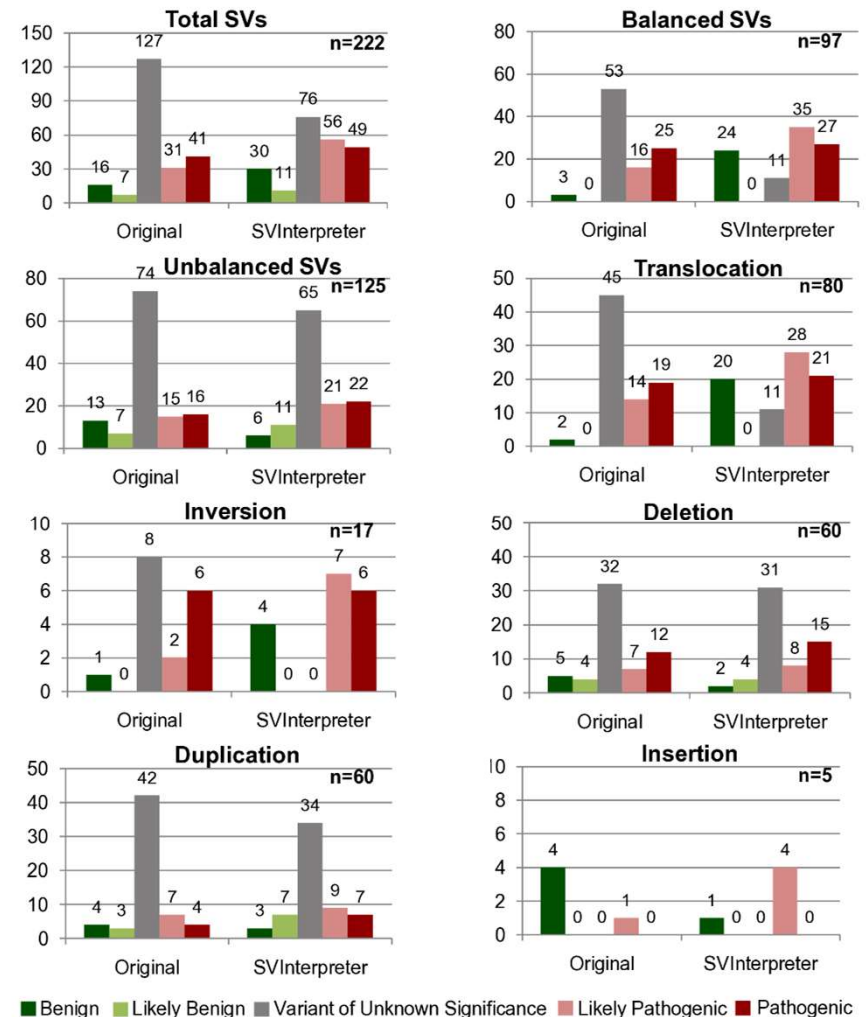 Total SVs
n=222
150
120
90
60
30
0
16 7 127 31 41
30 11 76 56 49
Original SVInterpreter
Balanced SVs
n=97
80
60
40
20
0
3 0 53 16 25
24 0 11 35 27
Original SVInterpreter
Unbalanced SVs
n=125
80
60
40
20
0
13 7 74 15 16
6 11 65 21 22
Original SVInterpreter
Translocation
n=80
50
40
30
20
10
0
2 0 45 14 19
20 0 11 28 21
Original SVInterpreter
Inversion
n=17
10
8
6
4
2
0
1 0 8 2 6
4 0 0 7 6
Original SVInterpreter
Deletion
n=60
50
40
30
20
10
0
5 4 32 7 12
2 4 31 8 15
Original SVInterpreter
Duplication
n=60
50
40
30
20
10
0
4 3 42 7 4
3 7 34 9 7
Original SVInterpreter
Insertion
n=5
10
8
6
4
2
0
4 0 0 1 0
1 0 0 4 0
Original SVInterpreter
Benign Likely Benign Variant of Unknown Significance Likely Pathogenic Pathogenic